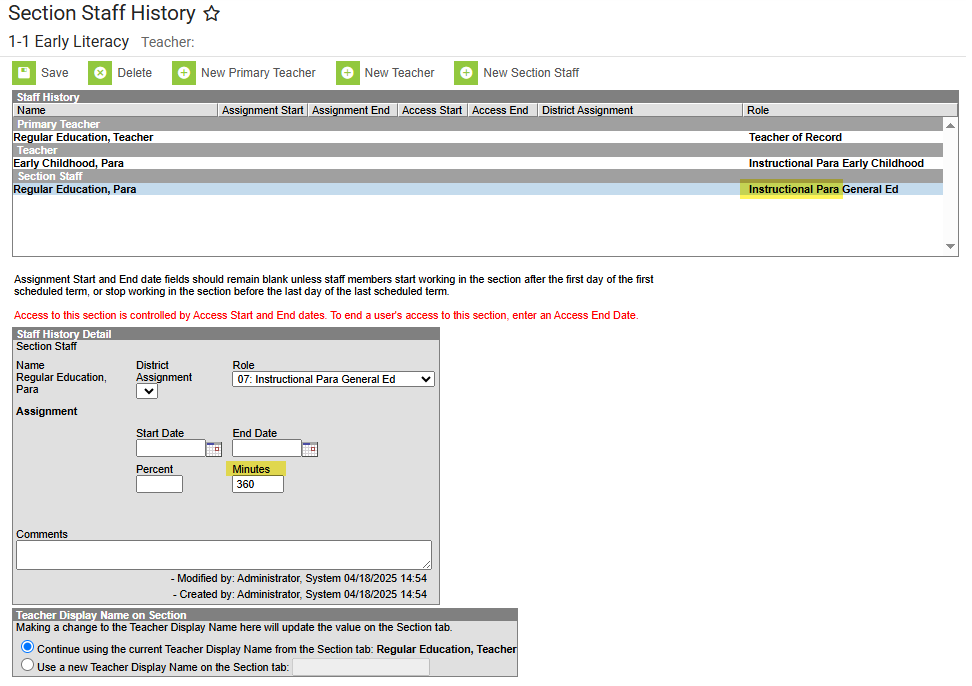 Section Staff History
1-1 Early Literacy Teacher:
Save Delete New Primary Teacher New Teacher New Section Staff
Staff History
Name Assignment Start Assignment End Access Start Access End District Assignment Role
Primary Teacher
Regular Education, Teacher Teacher of Record
Teacher
Early Childhood, Para Instructional Para Early Childhood
Section Staff
Regular Education, Para Instructional Para General Ed
Assignment Start and End date fields should remain blank unless staff members start working in the section after the first day of the first
scheduled term, or stop working in the section before the last day of the last scheduled term.
Access to this section is controlled by Access Start and End dates. To end a user's access to this section, enter an Access End Date.
Staff History Detail
Section Staff
Name District Role
Regular Education, Assignment 07: Instructional Para General Ed
Para
Assignment
Start Date End Date
Percent Minutes
360
Comments
- Modified by: Administrator, System 04/18/2025 14:54
- Created by: Administrator, System 04/18/2025 14:54
Teacher Display Name on Section
Making a change to the Teacher Display Name here will update the value on the Section tab.
Continue using the current Teacher Display Name from the Section tab: Regular Education, Teacher
Use a new Teacher Display Name on the Section tab: